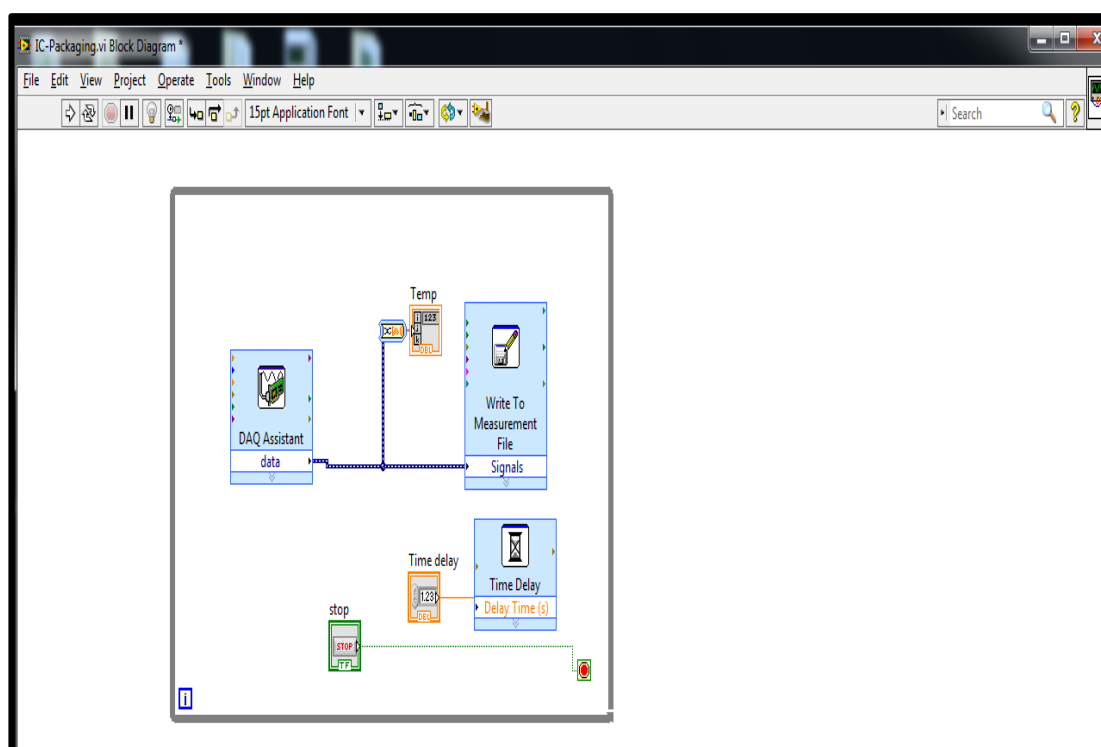 IC-Packaging.vi Block Diagram *
File Edit View Project Operate Tools Window Help
15pt Application Font
Search
Temp
i 123
j
k
DBL
DAQ Assistant
data
Write To
Measurement
File
Signals
Time delay
1.23
DBL
Time Delay
Delay Time (s)
stop
STOP
TF
i